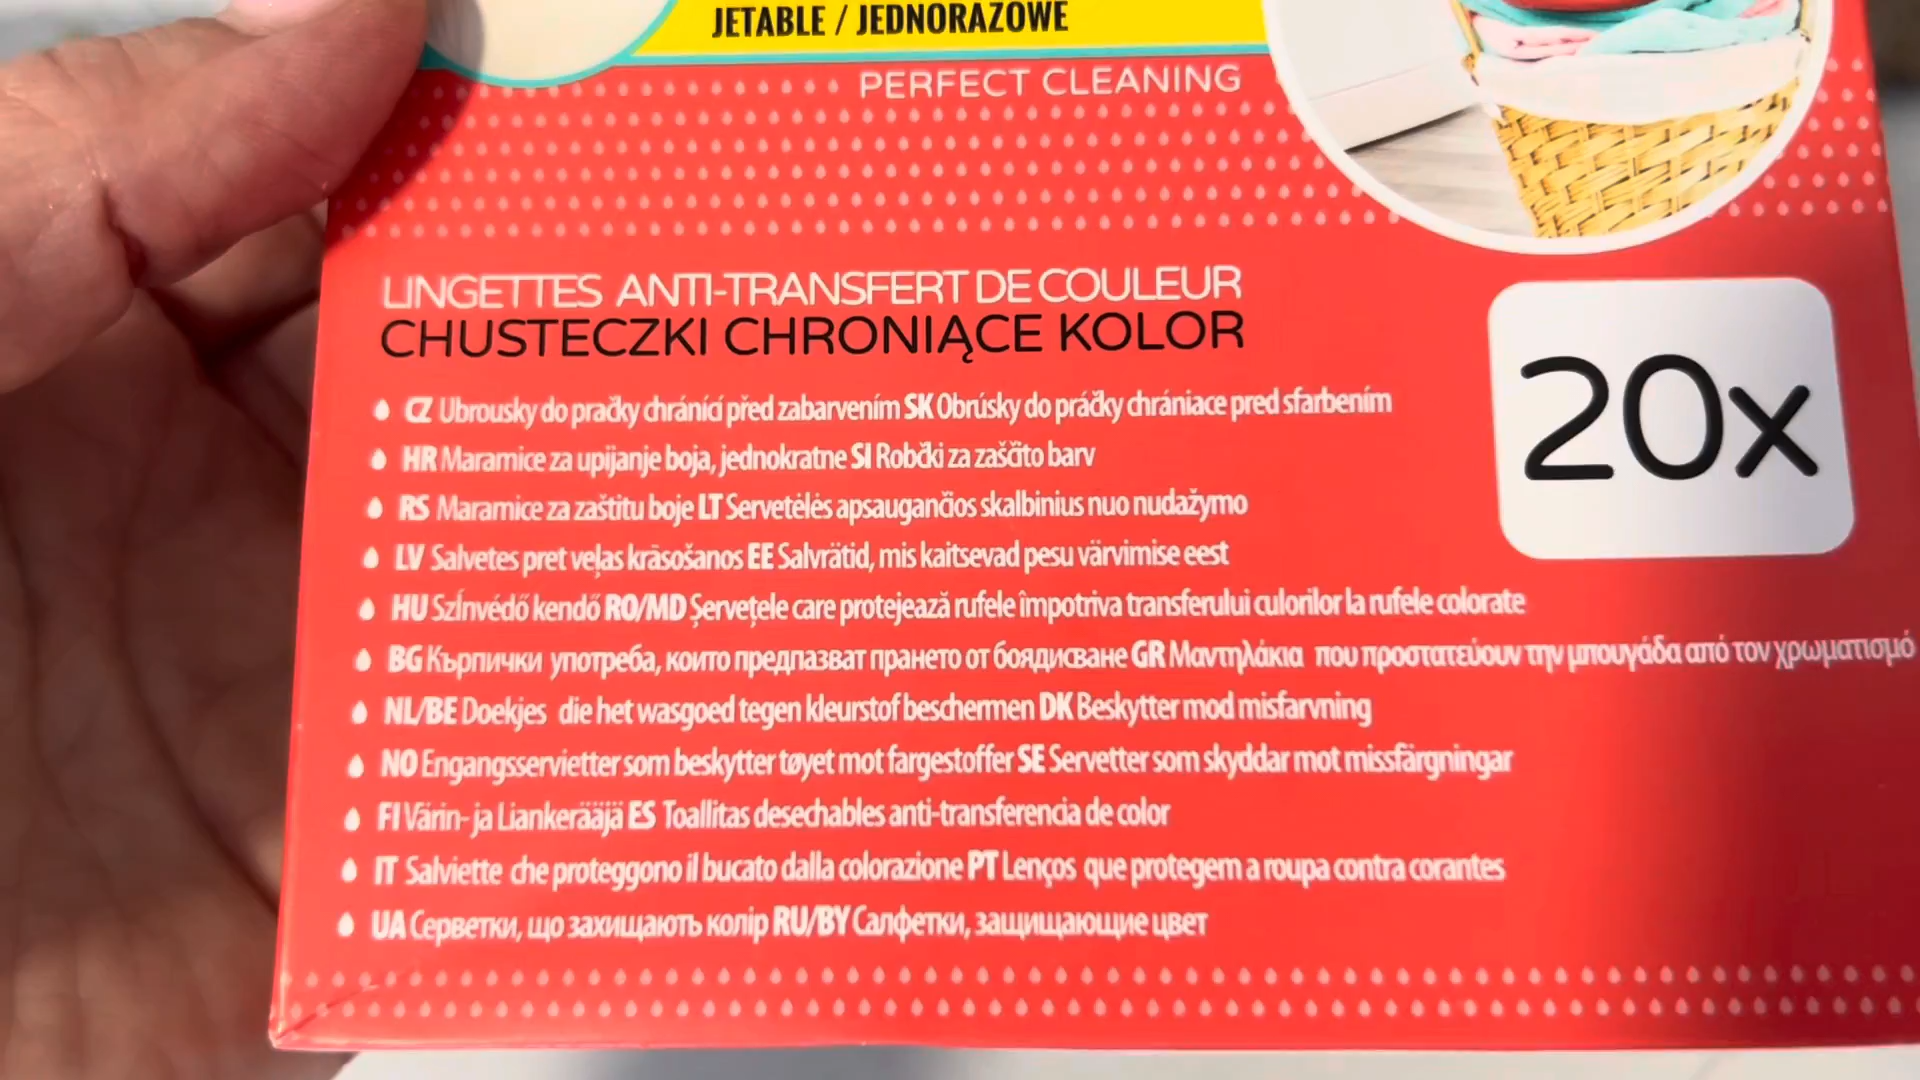 JETABLE / JEDNORAZOWE
PERFECT CLEANING
LINGETTES ANTI-TRANSFERT DE COULEUR
CHUSTECZKI CHRONIĄCE KOLOR
20x
CZ Ubrousky do pračky chránící před zabarvením SK Obrúsky do práčky chrániace pred sfarbením
HR Maramice za upijanje boja, jednokratne SI Robčki za zaščito barv
RS Maramice za zaštitu boje LT Servetėlės apsaugančios skalbinius nuo nudažymo
LV Salvetes pret veļas krāsošanos EE Salvrätid, mis kaitsevad pesu värvimise eest
HU Színvédő kendő RO/MD Șervețele care protejează rufele împotriva transferului culorilor la rufele colorate
BG Кърпички употреба, които предпазват прането от боядисване GR Μαντηλάκια που προστατεύουν την μπουγάδα από τον χρωματισμό
NL/BE Doekjes die het wasgoed tegen kleurstof beschermen DK Beskytter mod misfarvning
NO Engangsservietter som beskytter tøyet mot fargestoffer SE Servetter som skyddar mot missfärgningar
FI Värin- ja Liankerääjä ES Toallitas desechables anti-transferencia de color
IT Salviette che proteggono il bucato dalla colorazione PT Lenços que protegem a roupa contra corantes
UA Серветки, що захищають колір RU/BY Салфетки, защищающие цвет